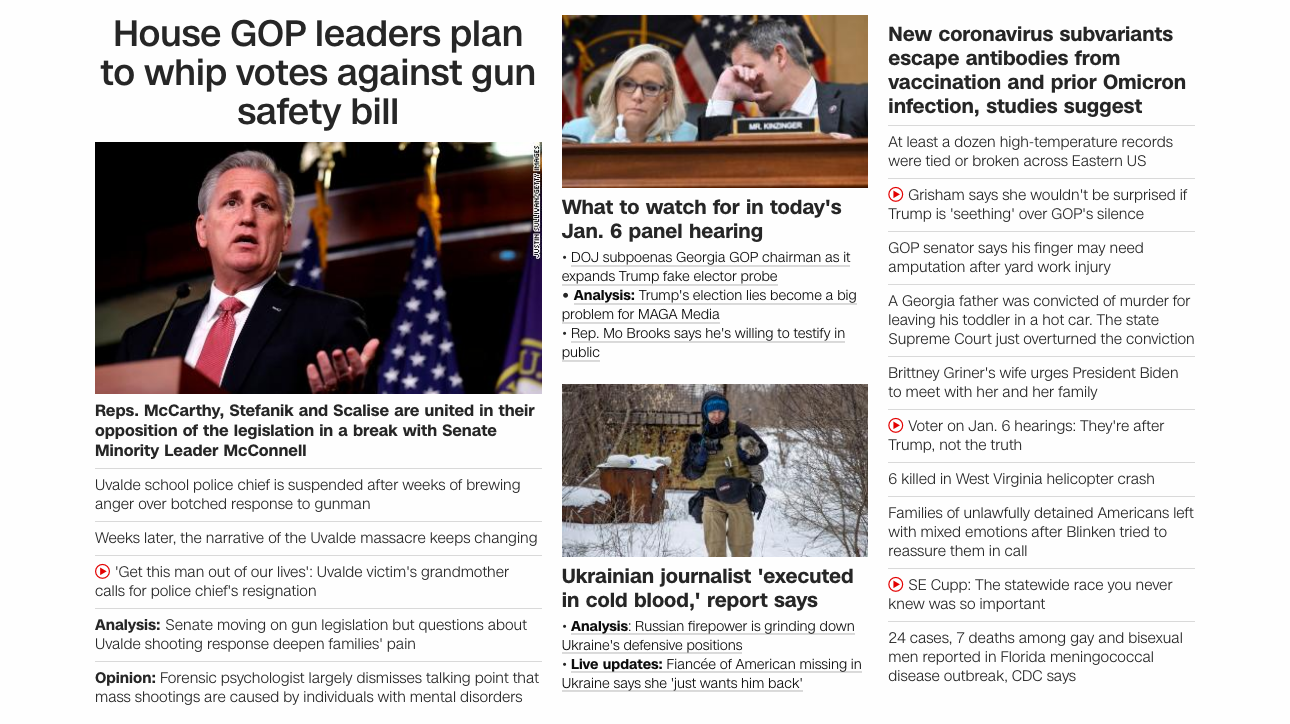 House GOP leaders plan
to whip votes against gun
safety bill
JUSTIN SULLIVAN/GETTY IMAGES
Reps. McCarthy, Stefanik and Scalise are united in their
opposition of the legislation in a break with Senate
Minority Leader McConnell
Uvalde school police chief is suspended after weeks of brewing
anger over botched response to gunman
Weeks later, the narrative of the Uvalde massacre keeps changing
'Get this man out of our lives': Uvalde victim's grandmother
calls for police chief's resignation
Analysis: Senate moving on gun legislation but questions about
Uvalde shooting response deepen families' pain
Opinion: Forensic psychologist largely dismisses talking point that
mass shootings are caused by individuals with mental disorders
MR. KINZINGER
What to watch for in today's
Jan. 6 panel hearing
• DOJ subpoenas Georgia GOP chairman as it
expands Trump fake elector probe
• Analysis: Trump's election lies become a big
problem for MAGA Media
• Rep. Mo Brooks says he's willing to testify in
public
Ukrainian journalist 'executed
in cold blood,' report says
• Analysis: Russian firepower is grinding down
Ukraine's defensive positions
• Live updates: Fiancée of American missing in
Ukraine says she 'just wants him back'
New coronavirus subvariants
escape antibodies from
vaccination and prior Omicron
infection, studies suggest
At least a dozen high-temperature records
were tied or broken across Eastern US
Grisham says she wouldn't be surprised if
Trump is 'seething' over GOP's silence
GOP senator says his finger may need
amputation after yard work injury
A Georgia father was convicted of murder for
leaving his toddler in a hot car. The state
Supreme Court just overturned the conviction
Brittney Griner's wife urges President Biden
to meet with her and her family
Voter on Jan. 6 hearings: They're after
Trump, not the truth
6 killed in West Virginia helicopter crash
Families of unlawfully detained Americans left
with mixed emotions after Blinken tried to
reassure them in call
SE Cupp: The statewide race you never
knew was so important
24 cases, 7 deaths among gay and bisexual
men reported in Florida meningococcal
disease outbreak, CDC says